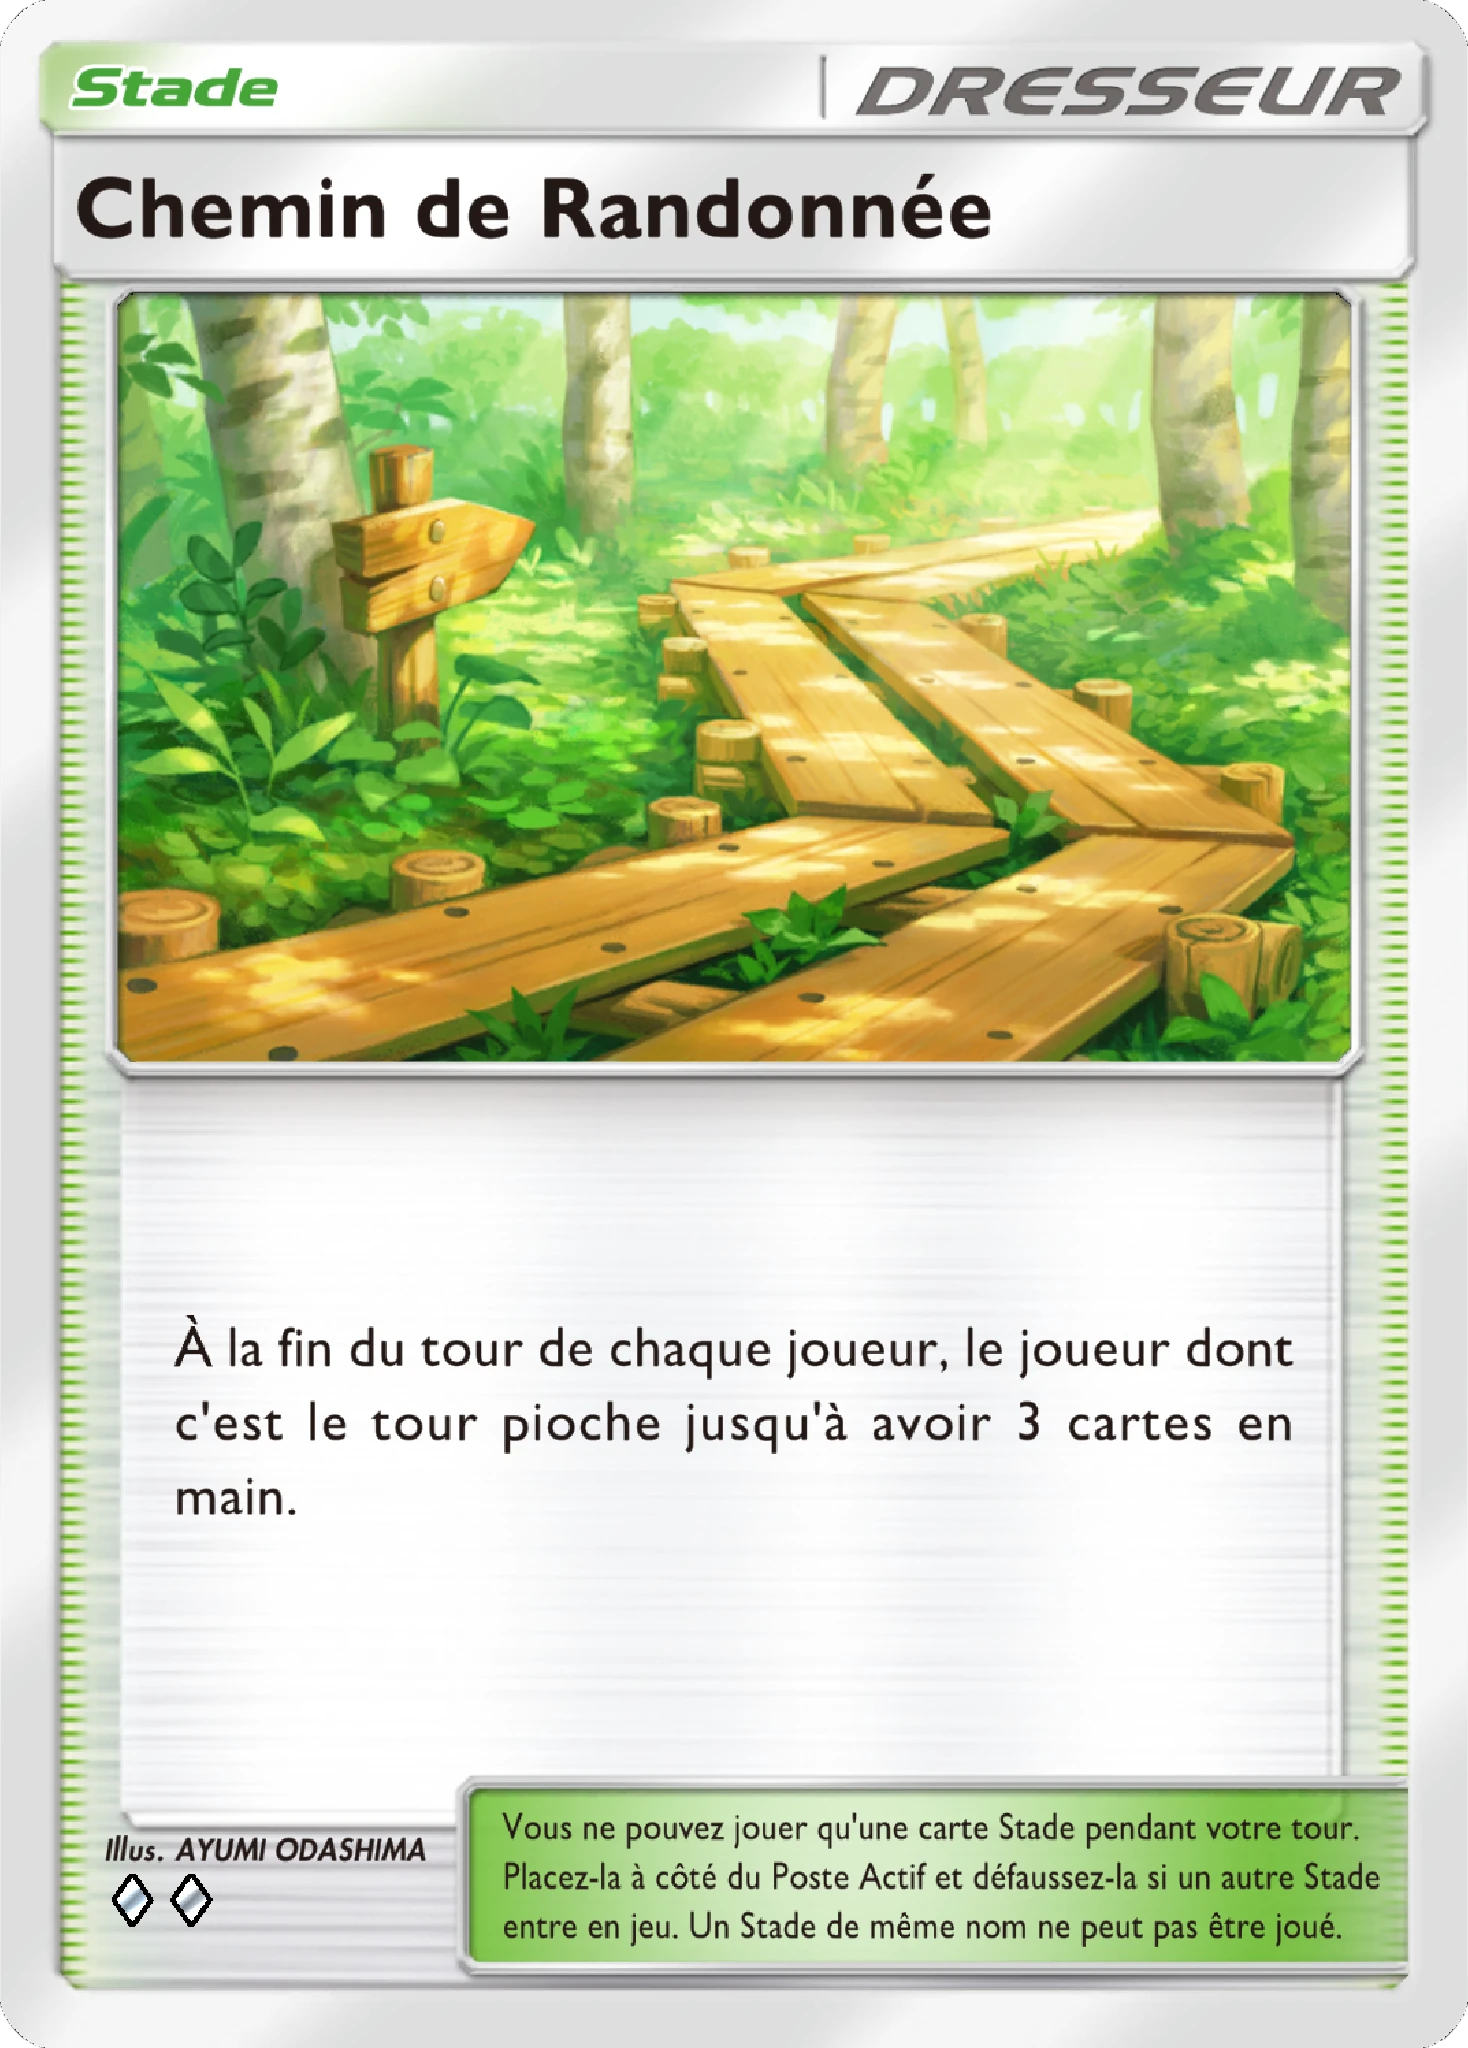 Stade
DRESSEUR
Chemin de Randonnée
À la fin du tour de chaque joueur, le joueur dont
c'est le tour pioche jusqu'à avoir 3 cartes en
main.
Illus. AYUMI ODASHIMA
Vous ne pouvez jouer qu'une carte Stade pendant votre tour.
Placez-la à côté du Poste Actif et défaussez-la si un autre Stade
entre en jeu. Un Stade de même nom ne peut pas être joué.